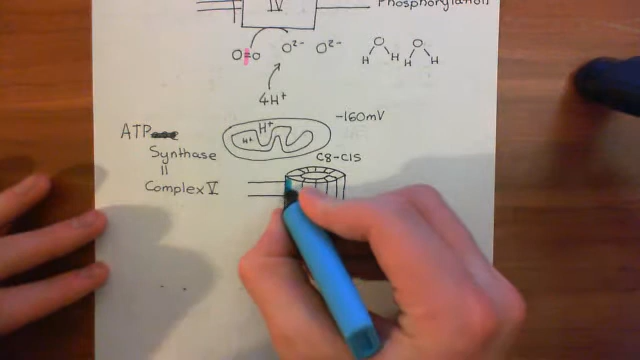 IV
Phosphorylation
O=O O²⁻ O²⁻
O O
H H H H
4H⁺
-160mV
ATP
H⁺
H⁺
Synthase
C8-C15
=
Complex V